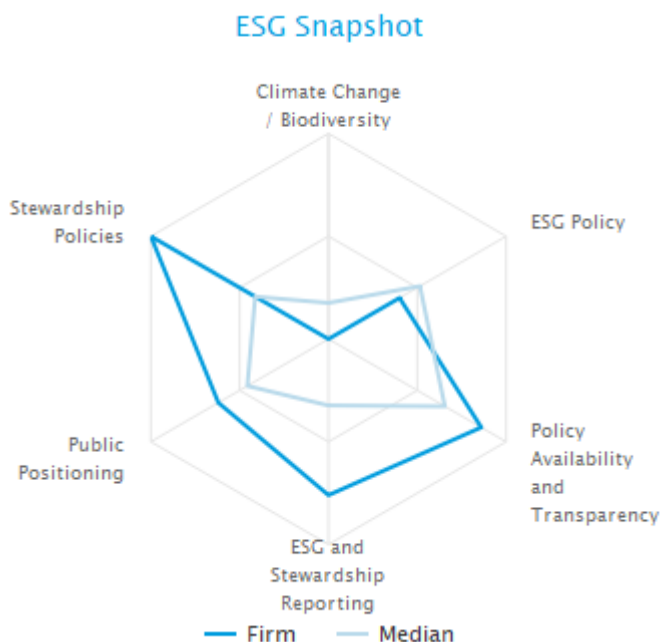 ESG Snapshot
Climate Change
/ Biodiversity
Stewardship
Policies
ESG Policy
Public
Positioning
Policy
Availability
and
Transparency
ESG and
Stewardship
Reporting
Firm
Median